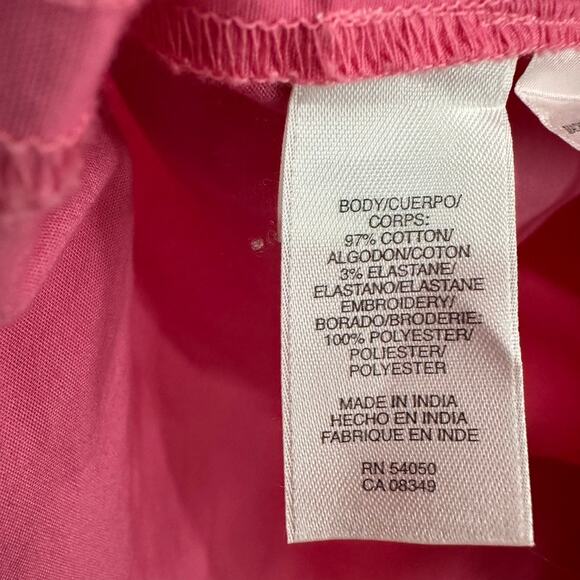 BODY/CUERPO/
CORPS:
97% COTTON/
ALGODON/COTON
3% ELASTANE/
ELASTANO/ELASTANE
EMBROIDERY/
BORADO/BRODERIE:
100% POLYESTER/
POLIESTER/
POLYESTER
MADE IN INDIA
HECHO EN INDIA
FABRIQUE EN INDE
RN 54050
CA 08349